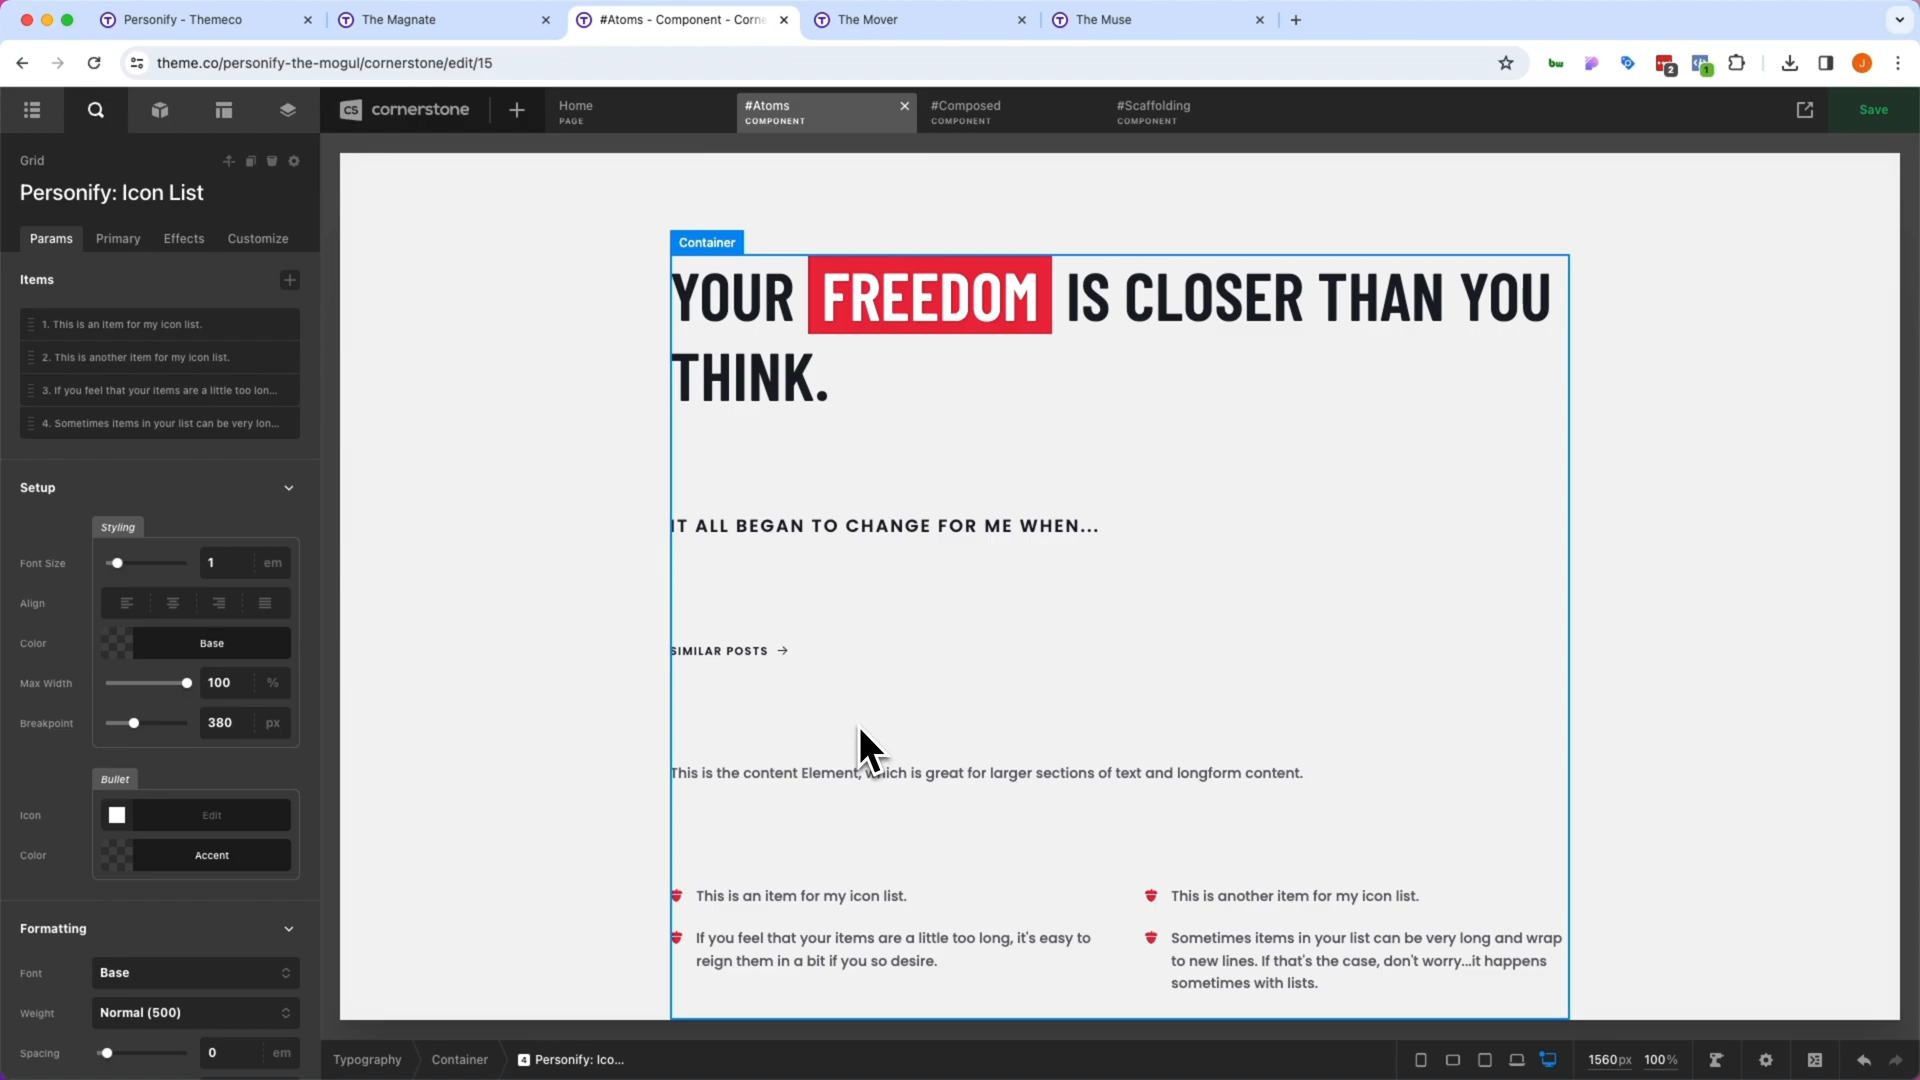 Personify - Themeco
The Magnate
#Atoms - Component - Corne
The Mover
The Muse
theme.co/personify-the-mogul/cornerstone/edit/15
bw
2
1
J
cs cornerstone
Home
PAGE
#Atoms
COMPONENT
#Composed
COMPONENT
#Scaffolding
COMPONENT
Save
Grid
Personify: Icon List
Params Primary Effects Customize
Items
1. This is an item for my icon list.
2. This is another item for my icon list.
3. If you feel that your items are a little too lon...
4. Sometimes items in your list can be very lon...
Setup
Styling
Font Size 1 em
Align
Color Base
Max Width 100 %
Breakpoint 380 px
Bullet
Icon Edit
Color Accent
Formatting
Font Base
Weight Normal (500)
Spacing 0 em
Container
YOUR FREEDOM IS CLOSER THAN YOU
THINK.
IT ALL BEGAN TO CHANGE FOR ME WHEN...
SIMILAR POSTS →
This is the content Element, which is great for larger sections of text and longform content.
This is an item for my icon list.
This is another item for my icon list.
If you feel that your items are a little too long, it's easy to
reign them in a bit if you so desire.
Sometimes items in your list can be very long and wrap
to new lines. If that's the case, don't worry...it happens
sometimes with lists.
Typography Container 4 Personify: Ico...
1560px 100%